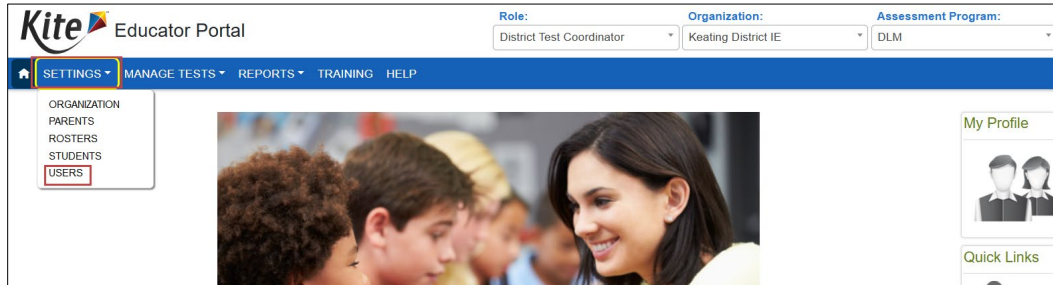 Kite Educator Portal
Role:
District Test Coordinator
Organization:
Keating District IE
Assessment Program:
DLM
SETTINGS MANAGE TESTS REPORTS TRAINING HELP
ORGANIZATION
PARENTS
ROSTERS
STUDENTS
USERS
My Profile
Quick Links